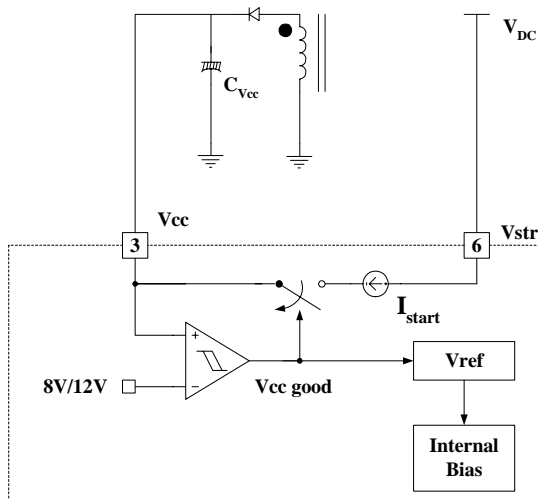 V_DC
C_Vcc
Vcc
Vstr
3
6
I_start
+
8V/12V
−
Vcc good
Vref
Internal
Bias